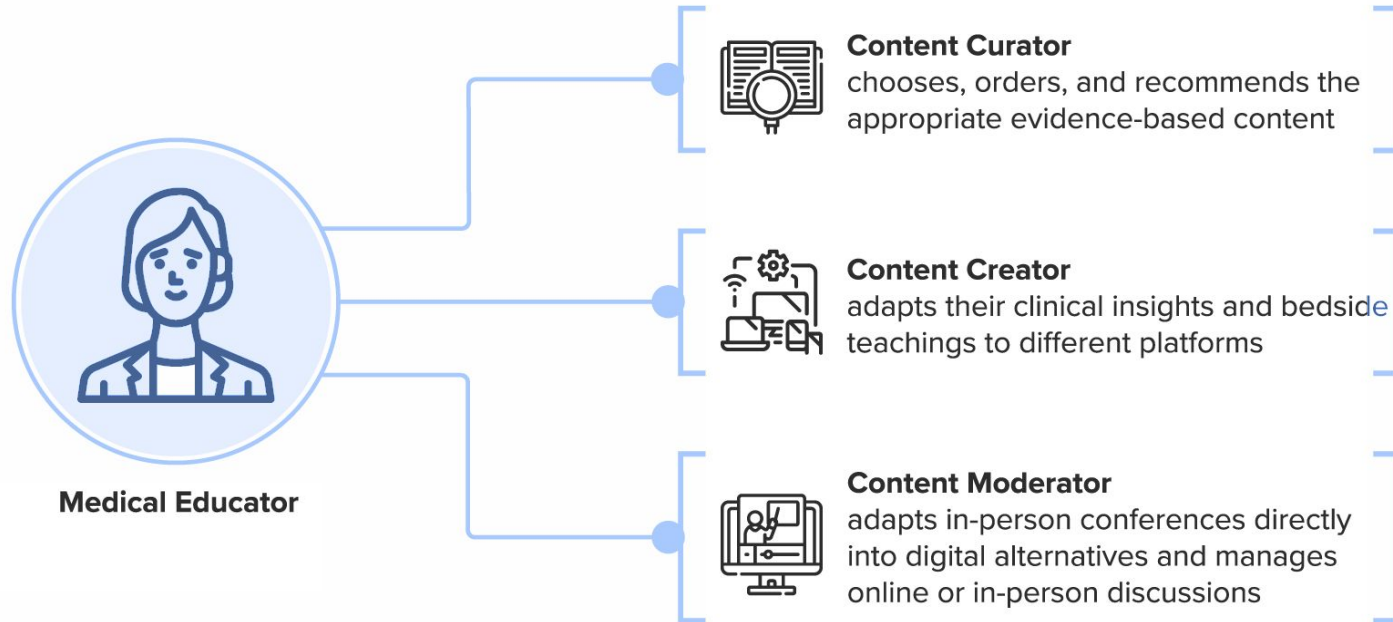 Content Curator
chooses, orders, and recommends the
appropriate evidence-based content
Content Creator
adapts their clinical insights and bedside
teachings to different platforms
Medical Educator
Content Moderator
adapts in-person conferences directly
into digital alternatives and manages
online or in-person discussions